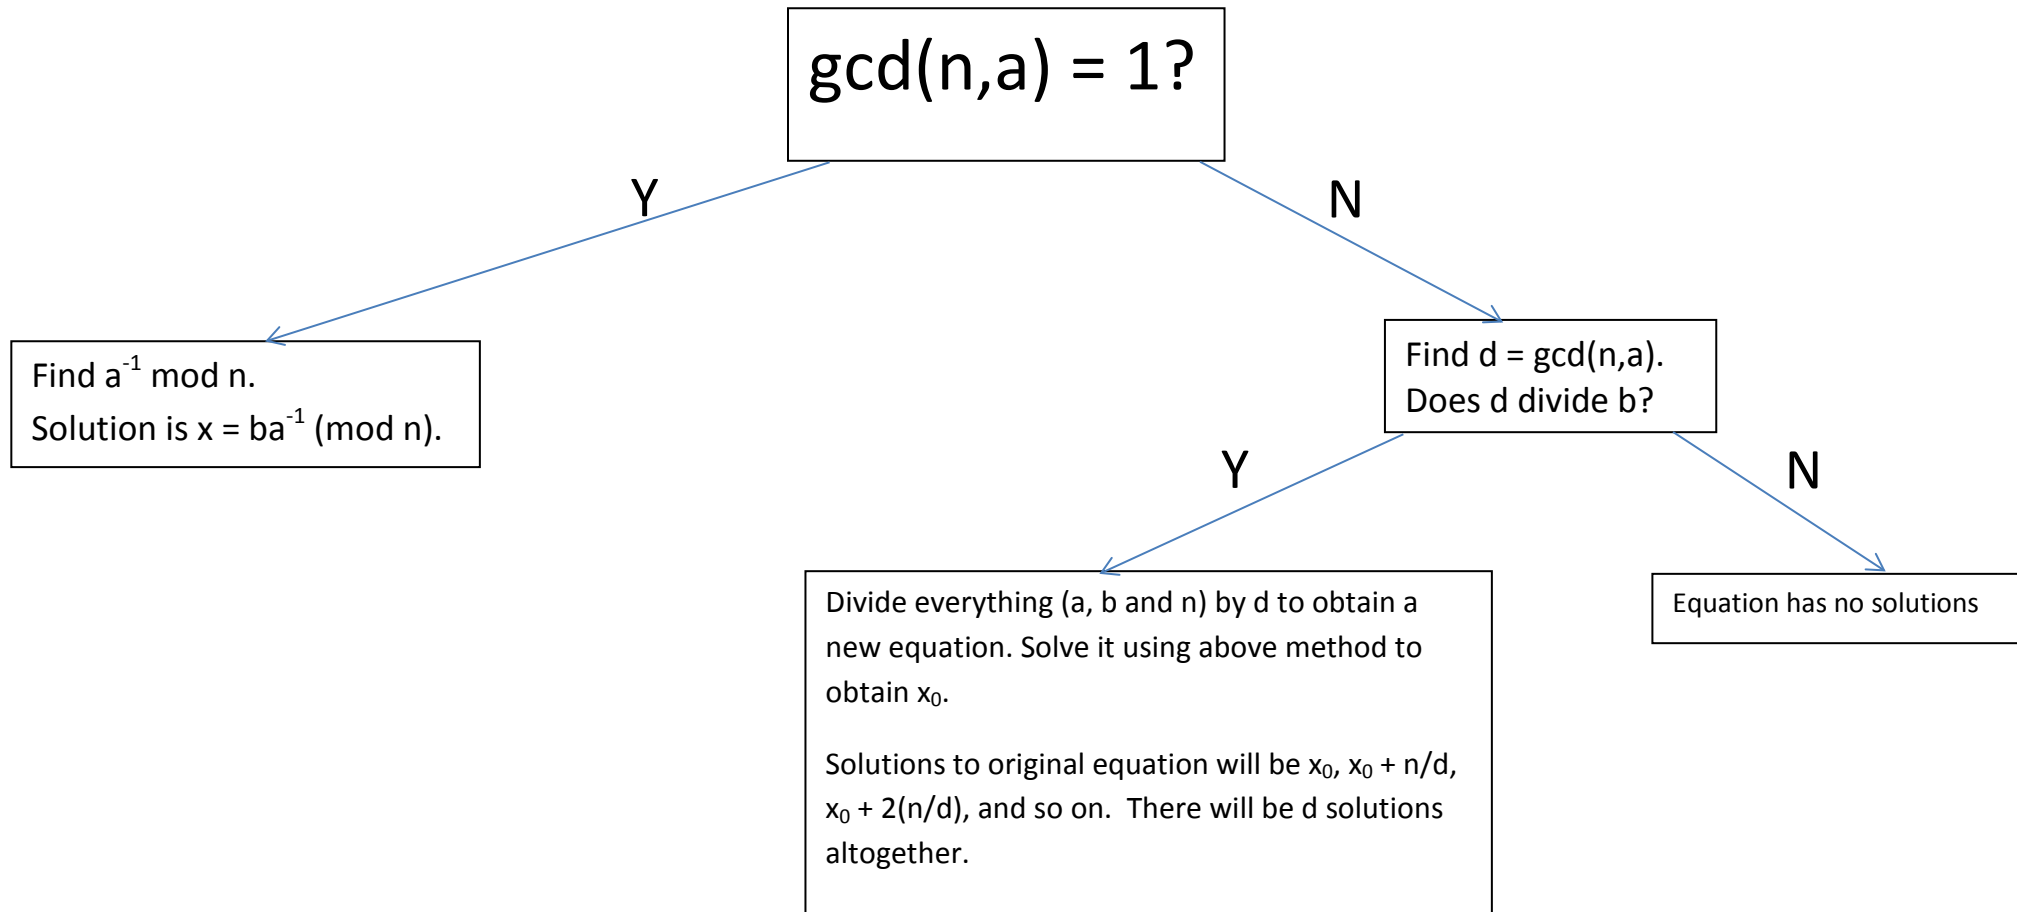 gcd(n,a) = 1?
Y
N
Find a⁻¹ mod n.
Solution is x = ba⁻¹ (mod n).
Find d = gcd(n,a).
Does d divide b?
Y
N
Divide everything (a, b and n) by d to obtain a
new equation. Solve it using above method to
obtain x₀.
Solutions to original equation will be x₀, x₀ + n/d,
x₀ + 2(n/d), and so on.  There will be d solutions
altogether.
Equation has no solutions